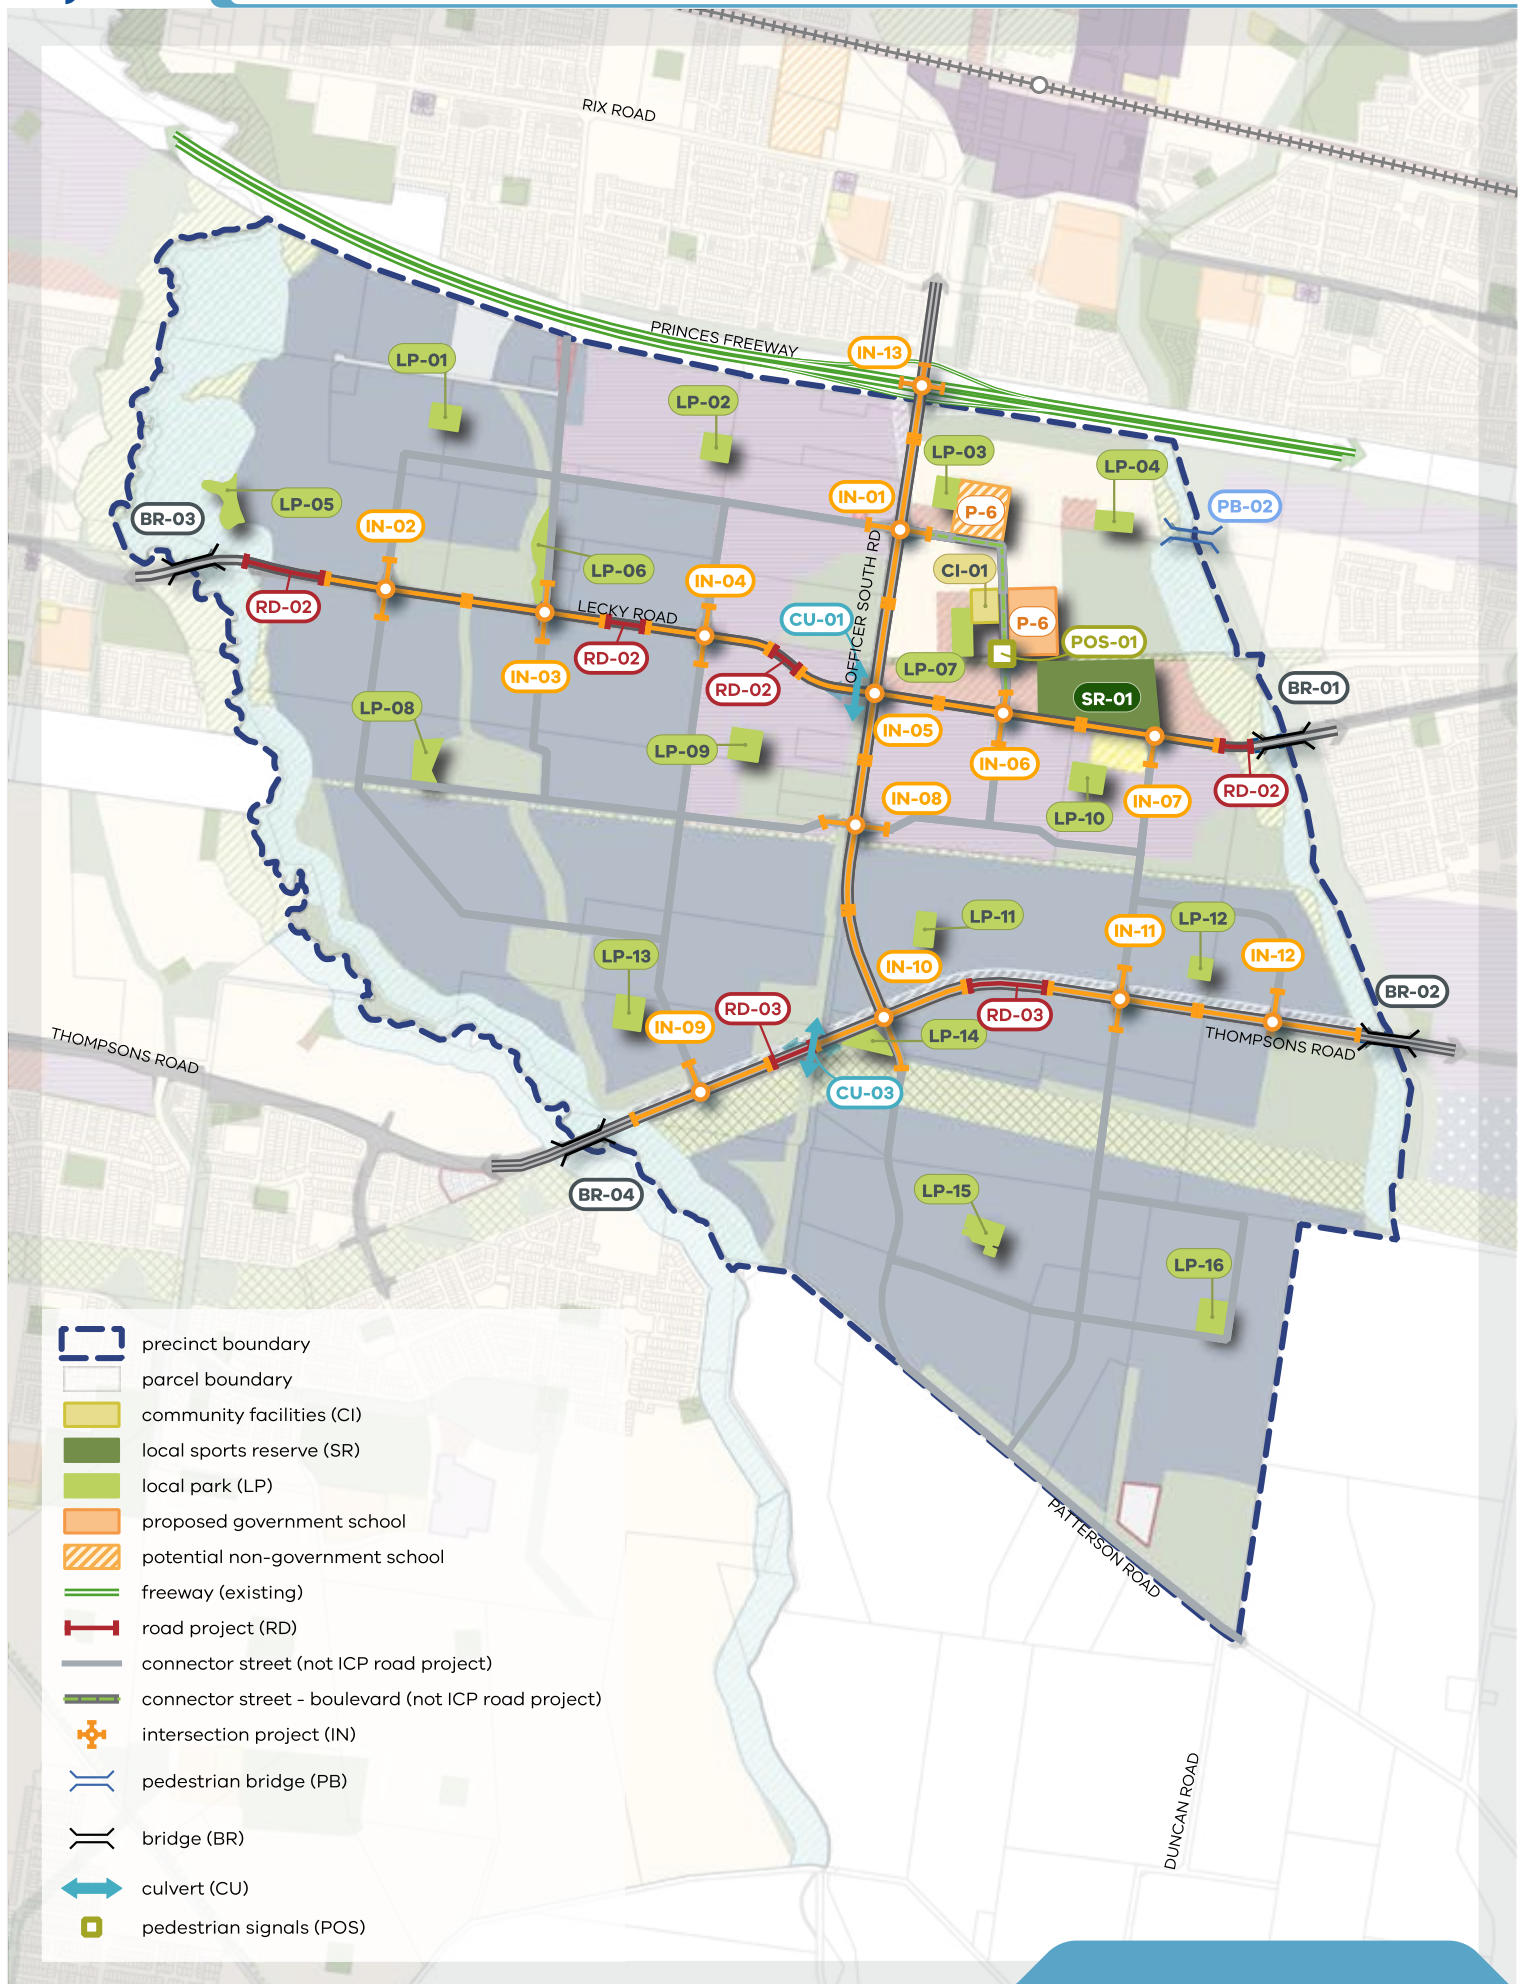 RIX ROAD
PRINCES FREEWAY
IN-13
LP-01
LP-02
LP-03
LP-04
IN-01
P-6
PB-02
LP-05
BR-03
IN-02
LP-06
IN-04
OFFICER SOUTH RD
CI-01
RD-02
LECKY ROAD
CU-01
P-6
POS-01
RD-02
IN-03
LP-07
RD-02
SR-01
BR-01
LP-08
IN-05
LP-09
IN-06
RD-02
IN-08
IN-07
LP-10
LP-11
LP-12
IN-11
LP-13
IN-10
IN-12
BR-02
RD-03
RD-03
IN-09
LP-14
THOMPSONS ROAD
THOMPSONS ROAD
CU-03
BR-04
LP-15
LP-16
PATTERSON ROAD
DUNCAN ROAD
precinct boundary
parcel boundary
community facilities (CI)
local sports reserve (SR)
local park (LP)
proposed government school
potential non-government school
freeway (existing)
road project (RD)
connector street (not ICP road project)
connector street - boulevard (not ICP road project)
intersection project (IN)
pedestrian bridge (PB)
bridge (BR)
culvert (CU)
pedestrian signals (POS)